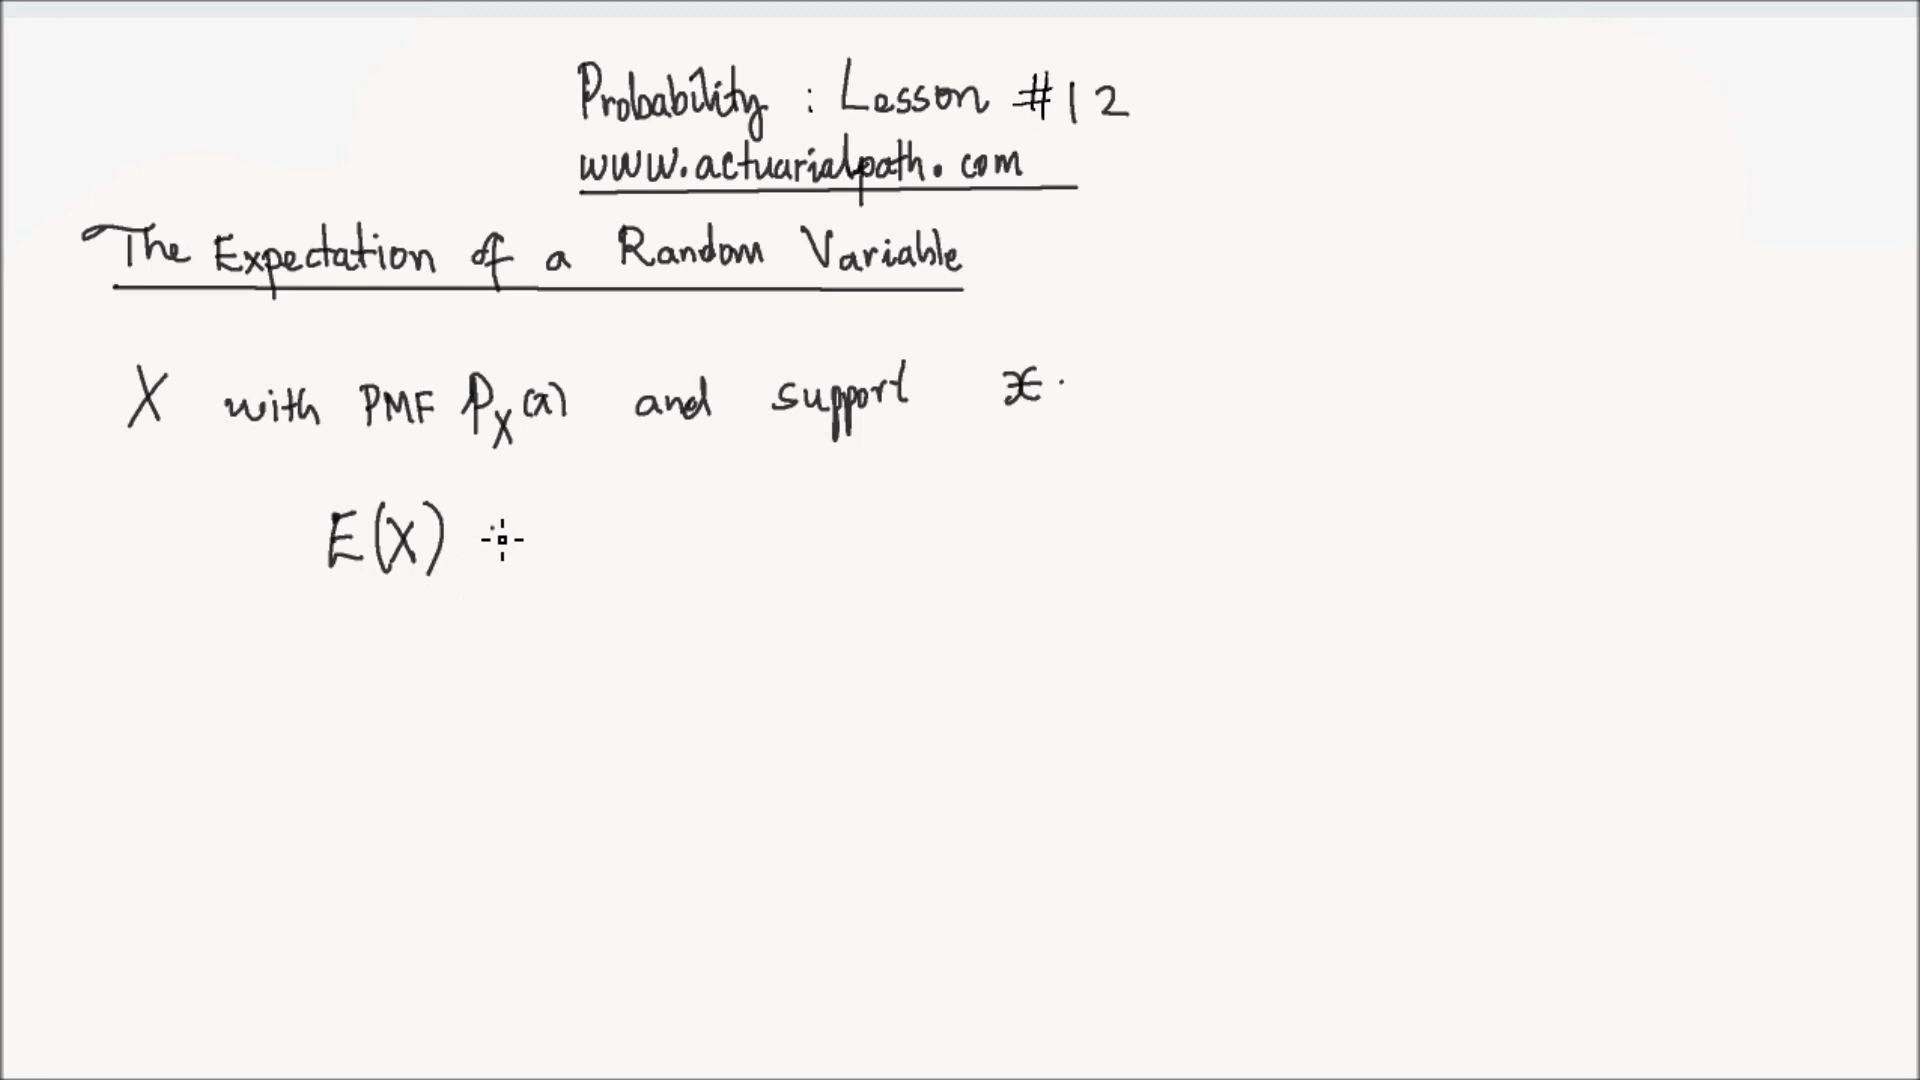 Probability : Lesson #12
www.actuarialpath.com
The Expectation of a Random Variable
X with PMF P_X(x) and support 𝒳.
E(X)